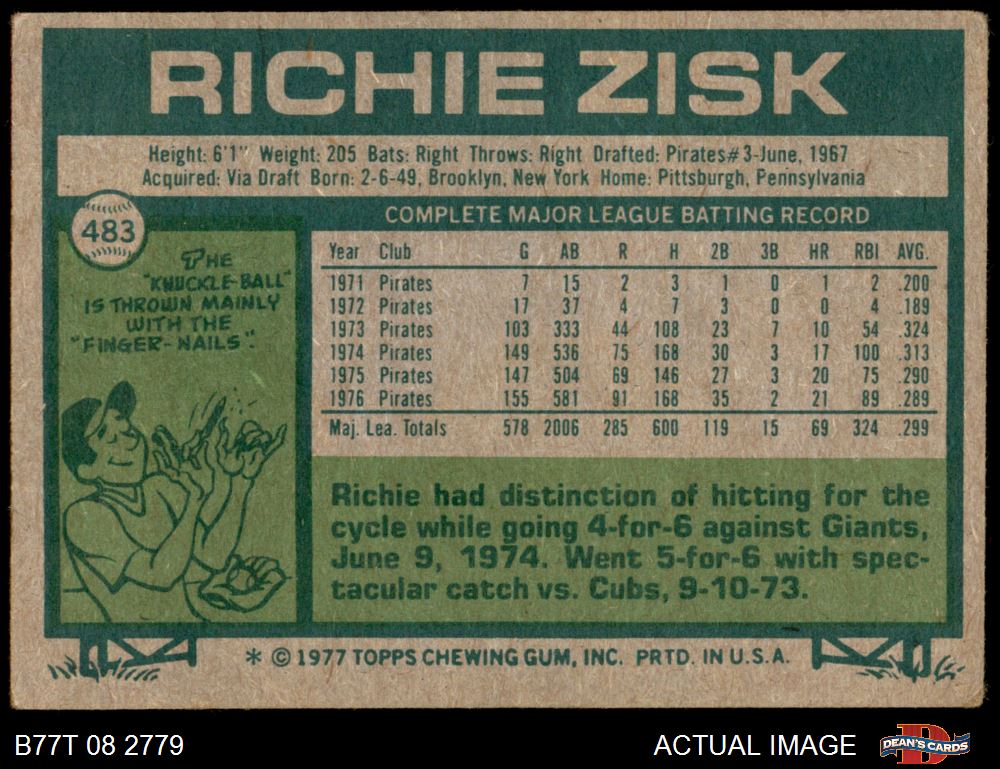 RICHIE ZISK
Height: 6'1" Weight: 205 Bats: Right Throws: Right Drafted: Pirates#3-June, 1967
Acquired: Via Draft Born: 2-6-49, Brooklyn, New York Home: Pittsburgh, Pennsylvania
483
THE
"KNUCKLE-BALL"
IS THROWN MAINLY
WITH THE
"FINGER-NAILS".
COMPLETE MAJOR LEAGUE BATTING RECORD
Year Club G AB R H 2B 3B HR RBI AVG.
1971 Pirates 7 15 2 3 1 0 1 2 .200
1972 Pirates 17 37 4 7 3 0 0 4 .189
1973 Pirates 103 333 44 108 23 7 10 54 .324
1974 Pirates 149 536 75 168 30 3 17 100 .313
1975 Pirates 147 504 69 146 27 3 20 75 .290
1976 Pirates 155 581 91 168 35 2 21 89 .289
Maj. Lea. Totals 578 2006 285 600 119 15 69 324 .299
Richie had distinction of hitting for the
cycle while going 4-for-6 against Giants,
June 9, 1974. Went 5-for-6 with spec-
tacular catch vs. Cubs, 9-10-73.
* © 1977 TOPPS CHEWING GUM, INC. PRTD. IN U.S.A.
B77T 08 2779
ACTUAL IMAGE
B
DEAN'S CARDS